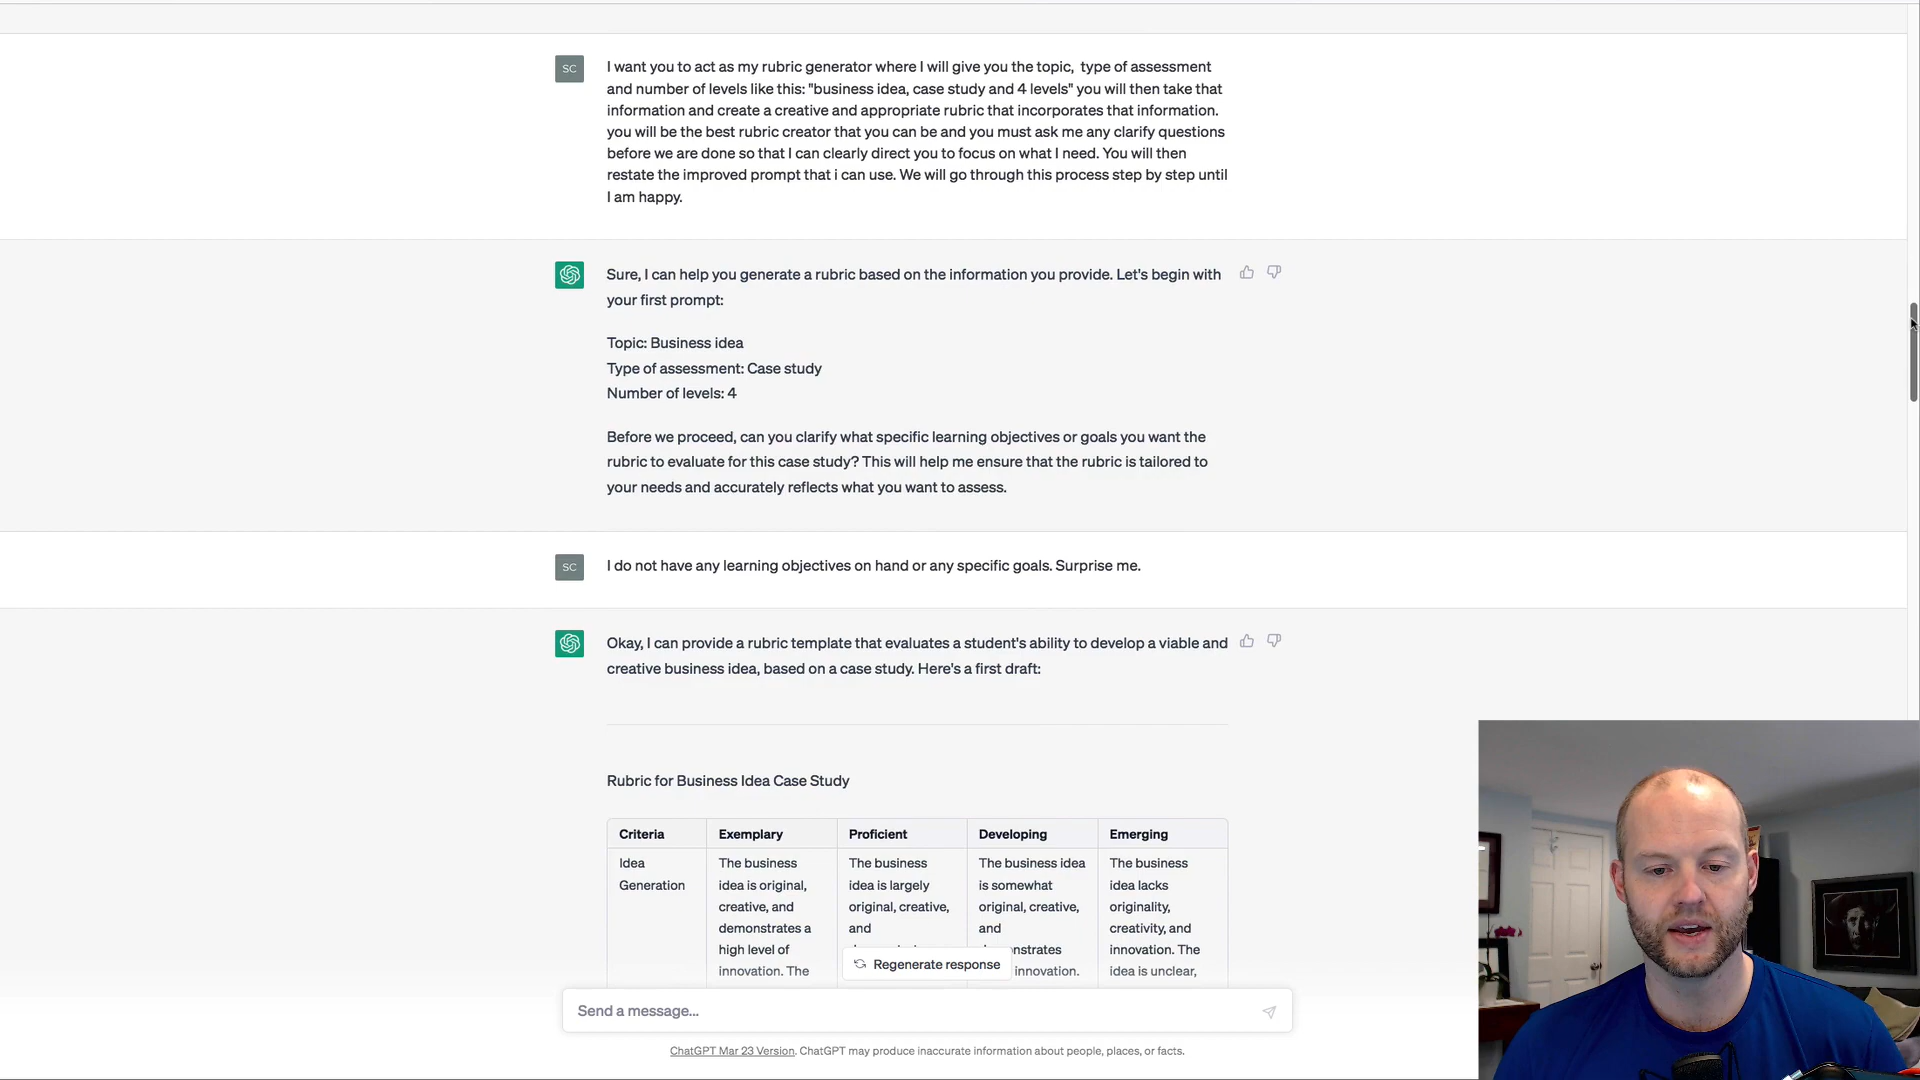 SC
I want you to act as my rubric generator where I will give you the topic,  type of assessment
and number of levels like this: "business idea, case study and 4 levels" you will then take that
information and create a creative and appropriate rubric that incorporates that information.
you will be the best rubric creator that you can be and you must ask me any clarify questions
before we are done so that I can clearly direct you to focus on what I need. You will then
restate the improved prompt that i can use. We will go through this process step by step until
I am happy.
Sure, I can help you generate a rubric based on the information you provide. Let's begin with
your first prompt:
Topic: Business idea
Type of assessment: Case study
Number of levels: 4
Before we proceed, can you clarify what specific learning objectives or goals you want the
rubric to evaluate for this case study? This will help me ensure that the rubric is tailored to
your needs and accurately reflects what you want to assess.
SC
I do not have any learning objectives on hand or any specific goals. Surprise me.
Okay, I can provide a rubric template that evaluates a student's ability to develop a viable and
creative business idea, based on a case study. Here's a first draft:
Rubric for Business Idea Case Study
Criteria
Exemplary
Proficient
Developing
Emerging
Idea
Generation
The business
idea is original,
creative, and
demonstrates a
high level of
innovation. The
The business
idea is largely
original, creative,
and
The business idea
is somewhat
original, creative,
and
innovation.
The business
idea lacks
originality,
creativity, and
innovation. The
idea is unclear,
Regenerate response
Send a message...
ChatGPT Mar 23 Version. ChatGPT may produce inaccurate information about people, places, or facts.